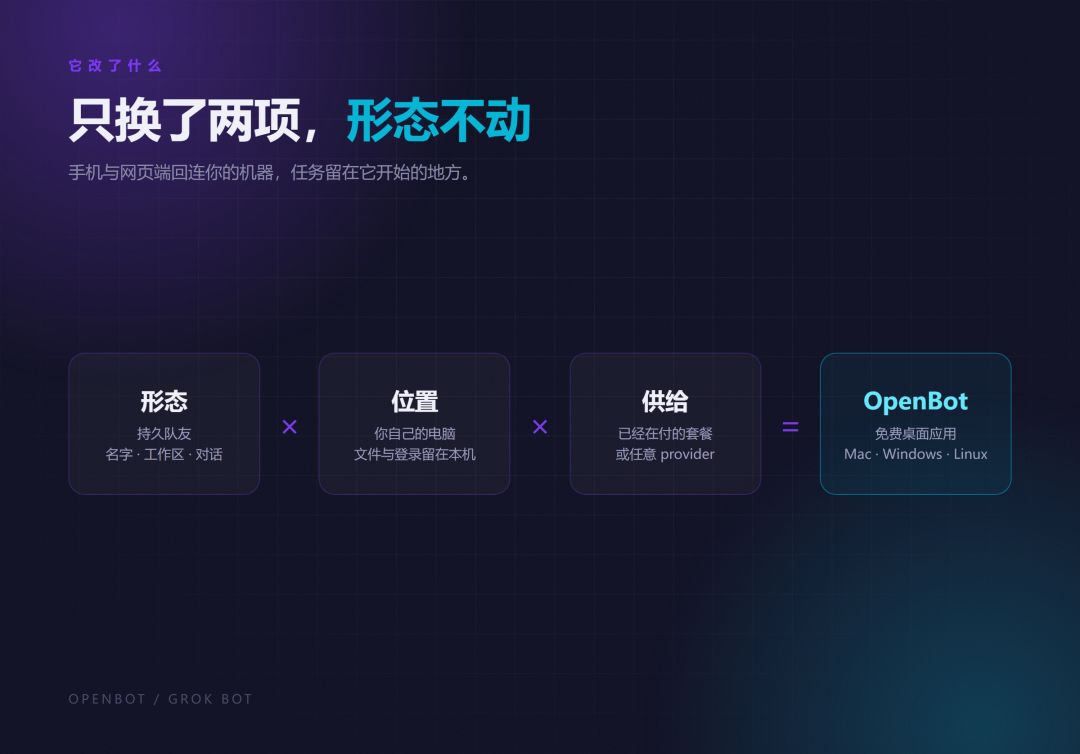 它改了什么
只换了两项，形态不动
手机与网页端回连你的机器，任务留在它开始的地方。
形态
持久队友
名字 · 工作区 · 对话
×
位置
你自己的电脑
文件与登录留在本机
×
供给
已经在付的套餐
或任意 provider
=
OpenBot
免费桌面应用
Mac · Windows · Linux
OPENBOT / GROK BOT